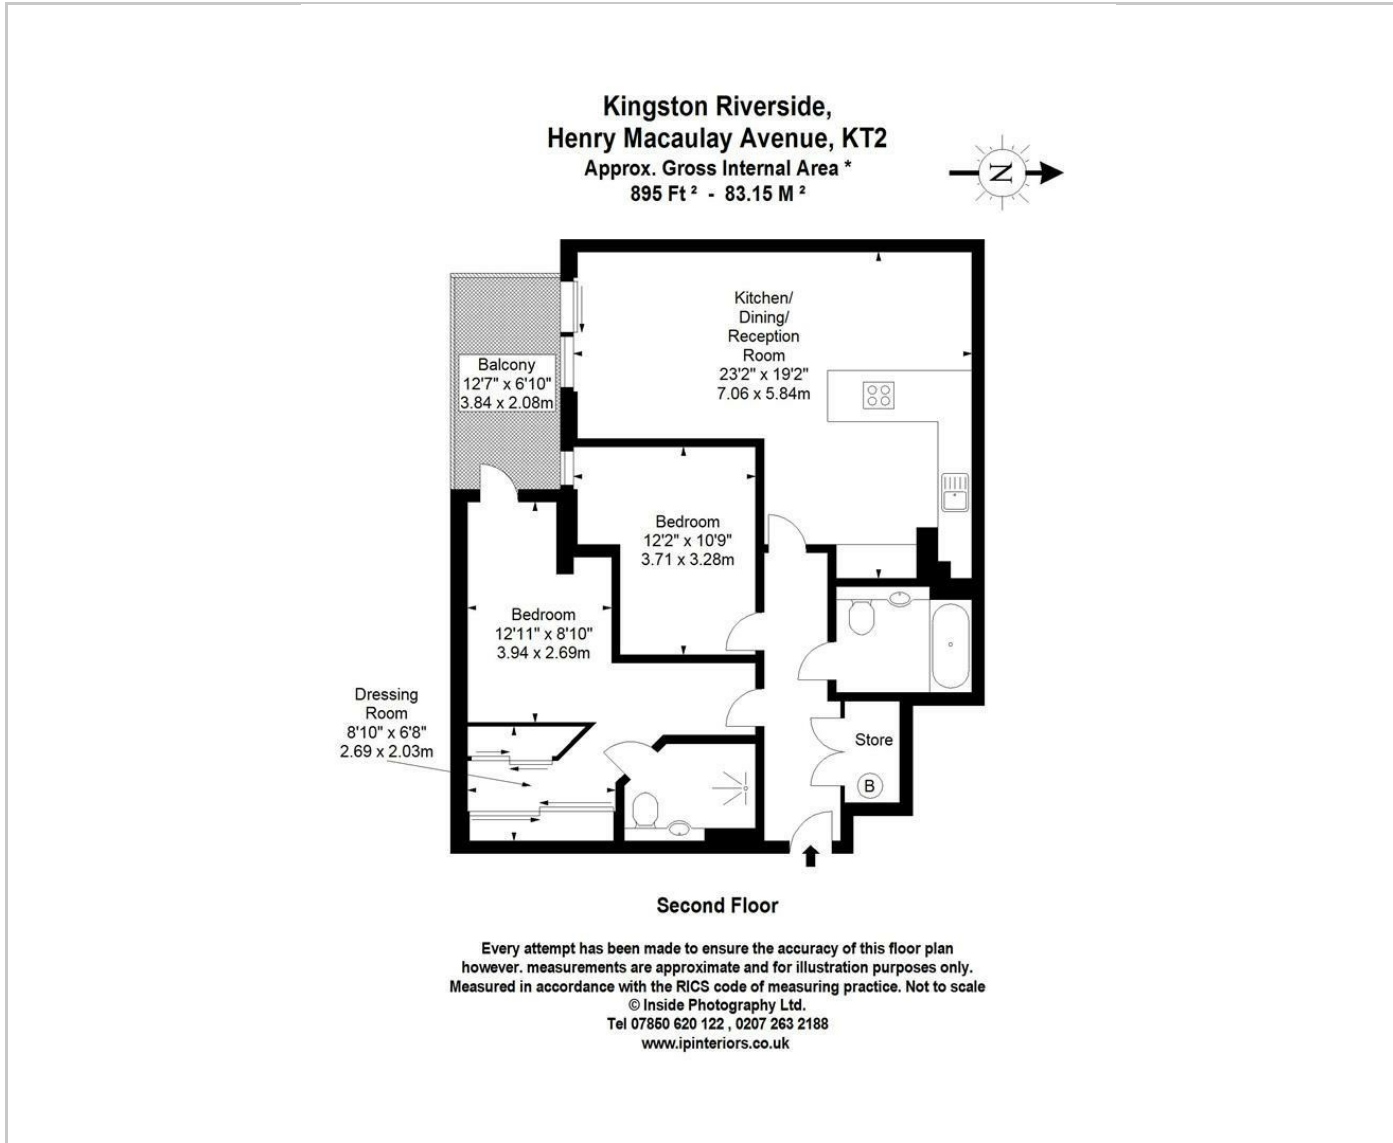 Kingston Riverside,
Henry Macaulay Avenue, KT2
Approx. Gross Internal Area *
895 Ft ² - 83.15 M ²
N
Kitchen/
Dining/
Reception
Room
23'2" x 19'2"
7.06 x 5.84m
Balcony
12'7" x 6'10"
3.84 x 2.08m
Bedroom
12'2" x 10'9"
3.71 x 3.28m
Bedroom
12'11" x 8'10"
3.94 x 2.69m
Dressing
Room
8'10" x 6'8"
2.69 x 2.03m
Store
B
Second Floor
Every attempt has been made to ensure the accuracy of this floor plan
however. measurements are approximate and for illustration purposes only.
Measured in accordance with the RICS code of measuring practice. Not to scale
© Inside Photography Ltd.
Tel 07850 620 122 , 0207 263 2188
www.ipinteriors.co.uk